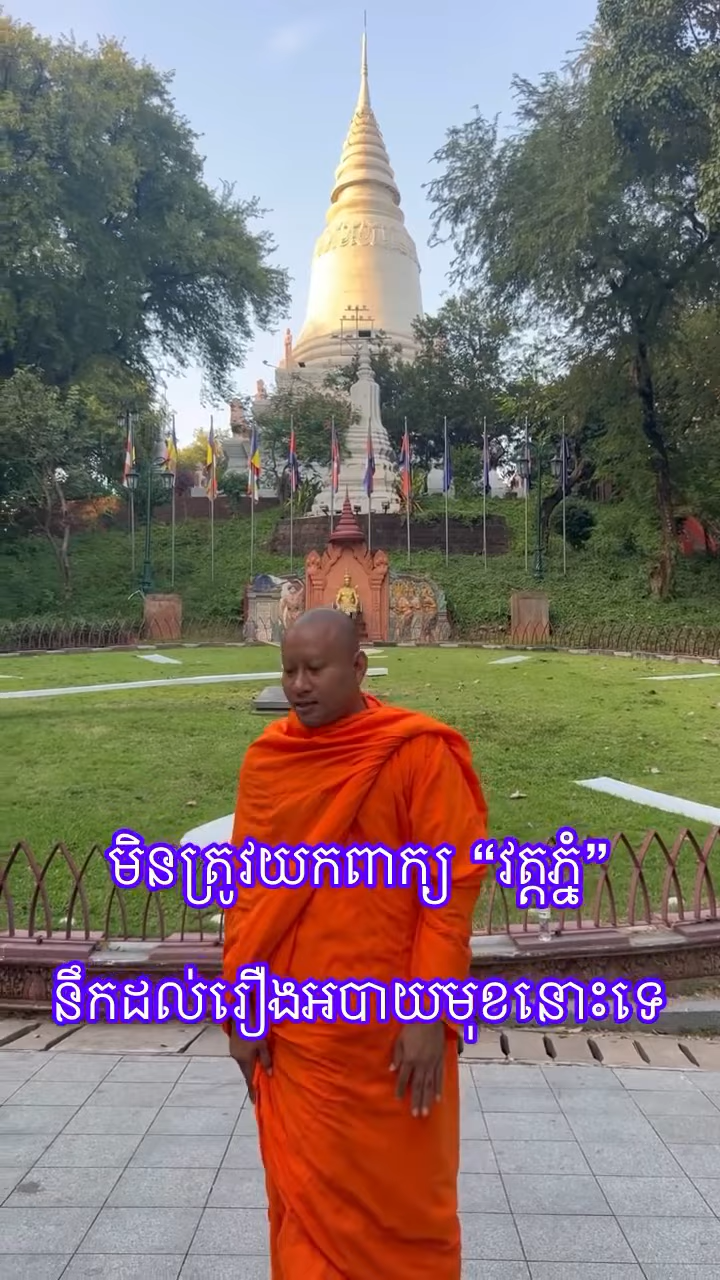 មិនត្រូវយកពាក្យ “វត្តភ្នំ”
នឹកដល់រឿងអបាយមុខនោះទេ